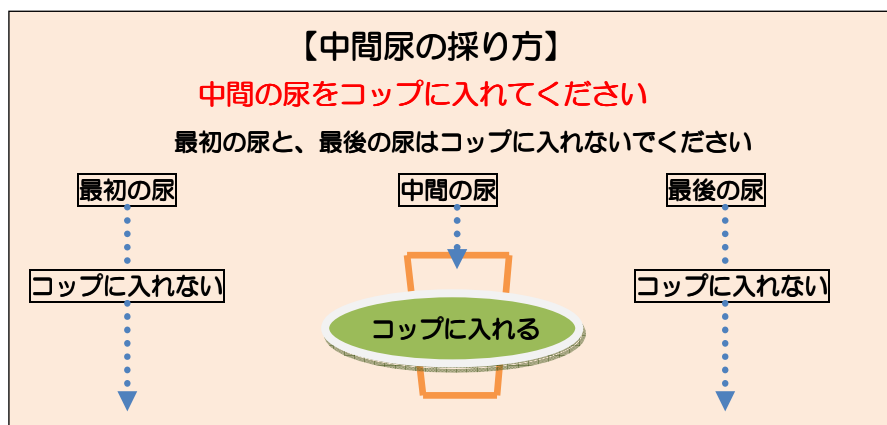 【中間尿の採り方】
中間の尿をコップに入れてください
最初の尿と、最後の尿はコップに入れないでください
最初の尿
中間の尿
最後の尿
コップに入れない
コップに入れる
コップに入れない